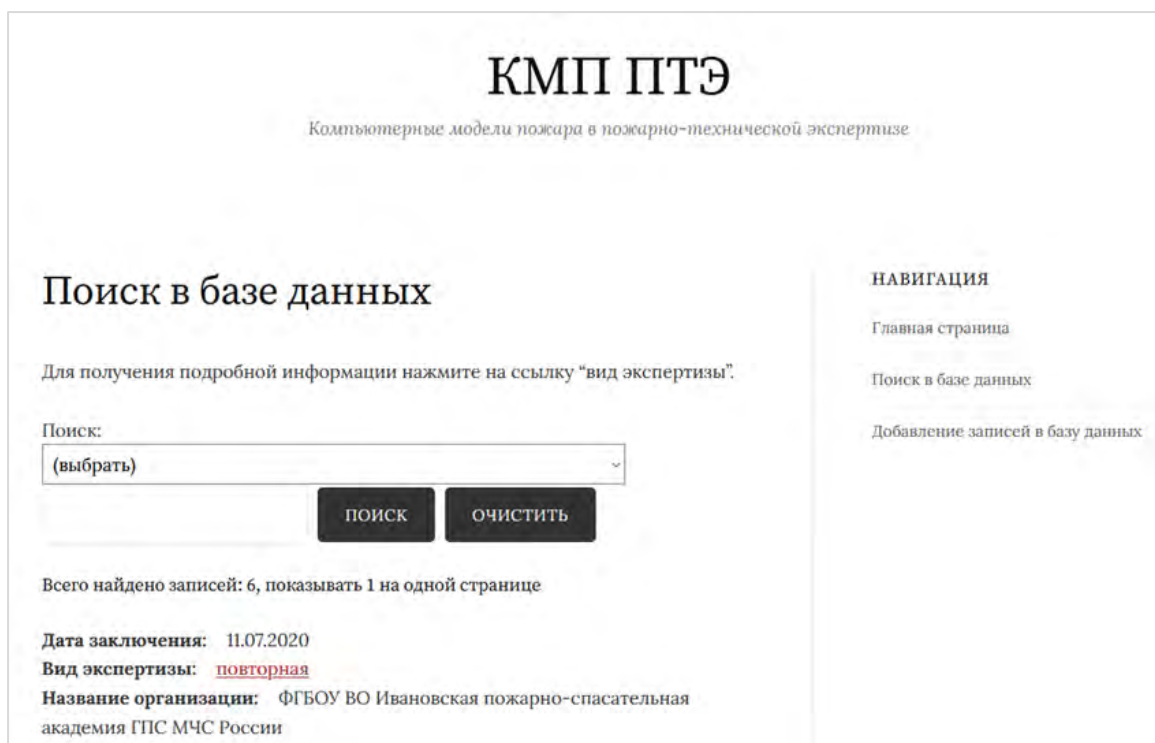 КМП ПТЭ
Компьютерные модели пожара в пожарно-технической экспертизе
Поиск в базе данных
Для получения подробной информации нажмите на ссылку “вид экспертизы”.
Поиск:
(выбрать)
ПОИСК
ОЧИСТИТЬ
Всего найдено записей: 6, показывать 1 на одной странице
Дата заключения: 11.07.2020
Вид экспертизы: повторная
Название организации: ФГБОУ ВО Ивановская пожарно-спасательная
академия ГПС МЧС России
НАВИГАЦИЯ
Главная страница
Поиск в базе данных
Добавление записей в базу данных